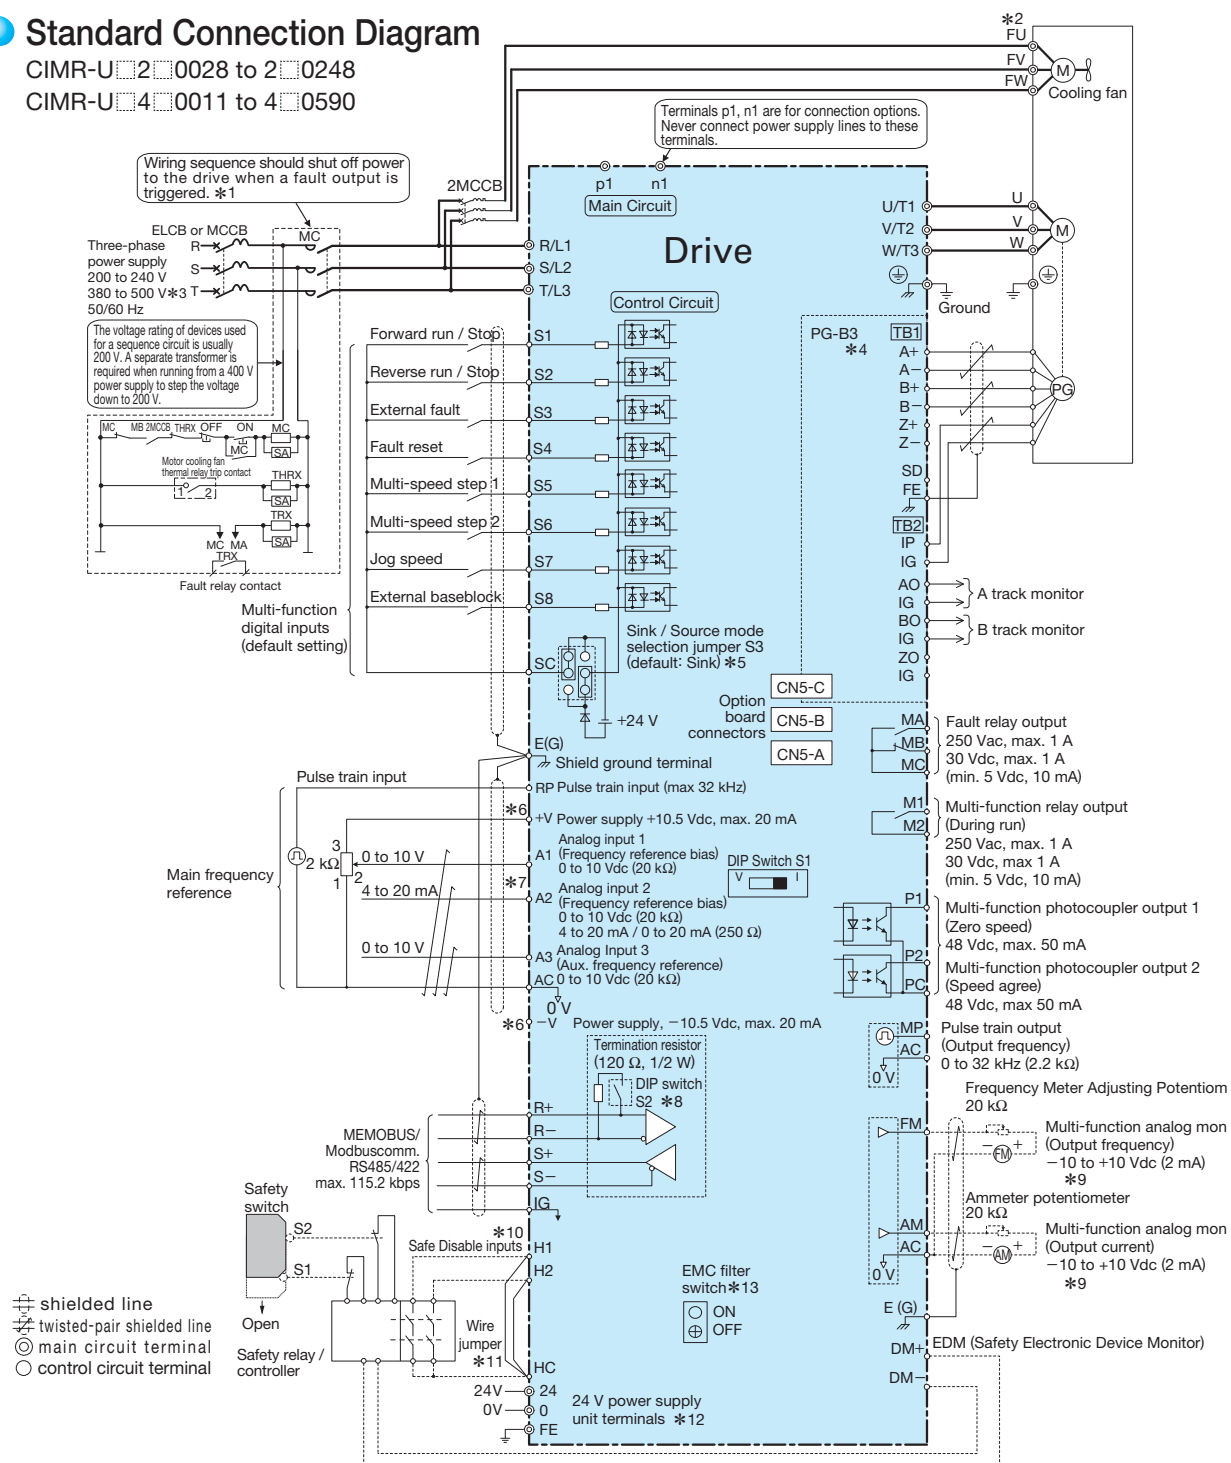 Standard Connection Diagram
CIMR-U□2□0028 to 2□0248
CIMR-U□4□0011 to 4□0590
∗2
FU
FV
FW
M
Cooling fan
Terminals p1, n1 are for connection options.
Never connect power supply lines to these
terminals.
Wiring sequence should shut off power
to the drive when a fault output is
triggered. ∗1
2MCCB
p1
n1
Main Circuit
Drive
U/T1
V/T2
W/T3
U
V
W
M
Ground
ELCB or MCCB
MC
Three-phase
power supply
200 to 240 V
380 to 500 V∗3
50/60 Hz
R
S
T
R/L1
S/L2
T/L3
The voltage rating of devices used
for a sequence circuit is usually
200 V. A separate transformer is
required when running from a 400 V
power supply to step the voltage
down to 200 V.
MC
MB
2MCCB
THRX
OFF
ON
MC
MC
SA
Motor cooling fan
thermal relay trip contact
1
2
THRX
SA
TRX
SA
MC
MA
TRX
Fault relay contact
Control Circuit
Forward run / Stop
S1
Reverse run / Stop
S2
External fault
S3
Fault reset
S4
Multi-speed step 1
S5
Multi-speed step 2
S6
Jog speed
S7
External baseblock
S8
Multi-function
digital inputs
(default setting)
SC
Sink / Source mode
selection jumper S3
(default: Sink) ∗5
+24 V
PG-B3
∗4
TB1
A+
A−
B+
B−
Z+
Z−
PG
SD
FE
TB2
IP
IG
AO
IG
A track monitor
BO
IG
B track monitor
ZO
IG
Option
board
connectors
CN5-C
CN5-B
CN5-A
MA
MB
MC
Fault relay output
250 Vac, max. 1 A
30 Vdc, max. 1 A
(min. 5 Vdc, 10 mA)
M1
M2
Multi-function relay output
(During run)
250 Vac, max. 1 A
30 Vdc, max 1 A
(min. 5 Vdc, 10 mA)
E(G)
Shield ground terminal
Pulse train input
RP Pulse train input (max 32 kHz)
∗6
+V Power supply +10.5 Vdc, max. 20 mA
Main frequency
reference
3
2 kΩ
1
2
0 to 10 V
A1
Analog input 1
(Frequency reference bias)
0 to 10 Vdc (20 kΩ)
∗7
4 to 20 mA
A2
Analog input 2
(Frequency reference bias)
0 to 10 Vdc (20 kΩ)
4 to 20 mA / 0 to 20 mA (250 Ω)
DIP Switch S1
V
I
0 to 10 V
A3
Analog Input 3
(Aux. frequency reference)
0 to 10 Vdc (20 kΩ)
AC
0 V
∗6
−V Power supply, −10.5 Vdc, max. 20 mA
P1
Multi-function photocoupler output 1
(Zero speed)
48 Vdc, max. 50 mA
P2
PC
Multi-function photocoupler output 2
(Speed agree)
48 Vdc, max 50 mA
MP
AC
0 V
Pulse train output
(Output frequency)
0 to 32 kHz (2.2 kΩ)
Termination resistor
(120 Ω, 1/2 W)
DIP switch
S2 ∗8
MEMOBUS/
Modbuscomm.
RS485/422
max. 115.2 kbps
R+
R−
S+
S−
IG
Frequency Meter Adjusting Potentiom
20 kΩ
FM
−
+
FM
Multi-function analog mon
(Output frequency)
−10 to +10 Vdc (2 mA)
∗9
Ammeter potentiometer
20 kΩ
AM
AC
0 V
−
+
AM
Multi-function analog mon
(Output current)
−10 to +10 Vdc (2 mA)
∗9
E (G)
Safety
switch
S2
S1
Open
Safety relay /
controller
∗10
Safe Disable inputs
H1
H2
Wire
jumper
∗11
HC
EMC filter
switch∗13
ON
OFF
DM+
DM−
EDM (Safety Electronic Device Monitor)
24V
24
0V
0
FE
24 V power supply
unit terminals ∗12
shielded line
twisted-pair shielded line
main circuit terminal
control circuit terminal